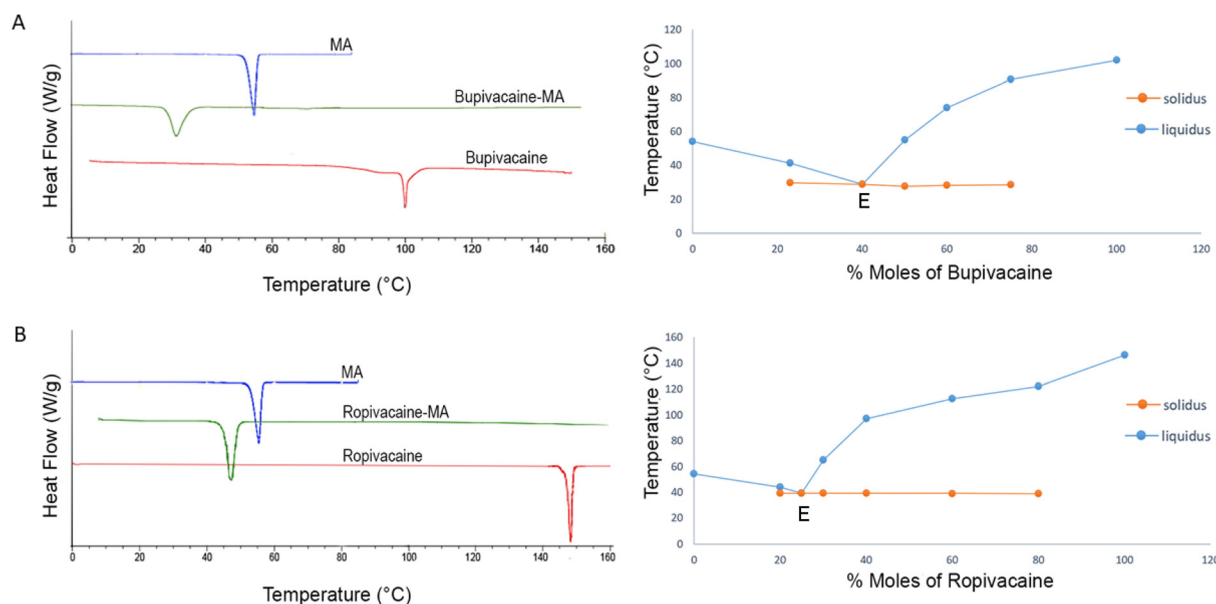 A
Heat Flow (W/g)
MA
Bupivacaine-MA
Bupivacaine
0 20 40 60 80 100 120 140 160
Temperature (°C)
Temperature (°C)
120
100
80
60
40
20
0
E
0 20 40 60 80 100 120
% Moles of Bupivacaine
solidus
liquidus
B
Heat Flow (W/g)
MA
Ropivacaine-MA
Ropivacaine
0 20 40 60 80 100 120 140 160
Temperature (°C)
Temperature (°C)
160
140
120
100
80
60
40
20
0
E
0 20 40 60 80 100 120
% Moles of Ropivacaine
solidus
liquidus